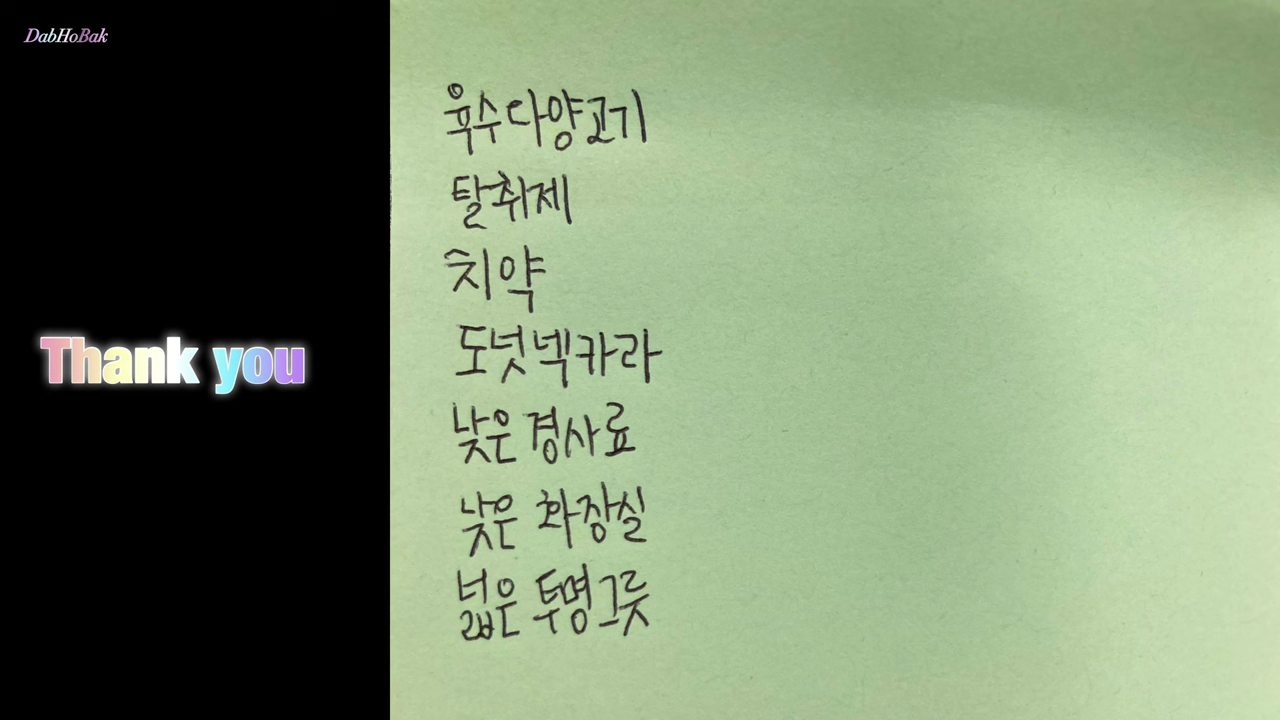 DabHoBak
Thank you
육수다양고기
탈취제
치약
도넛넥카라
낮은경사료
낮은 화장실
넓은 투명그릇